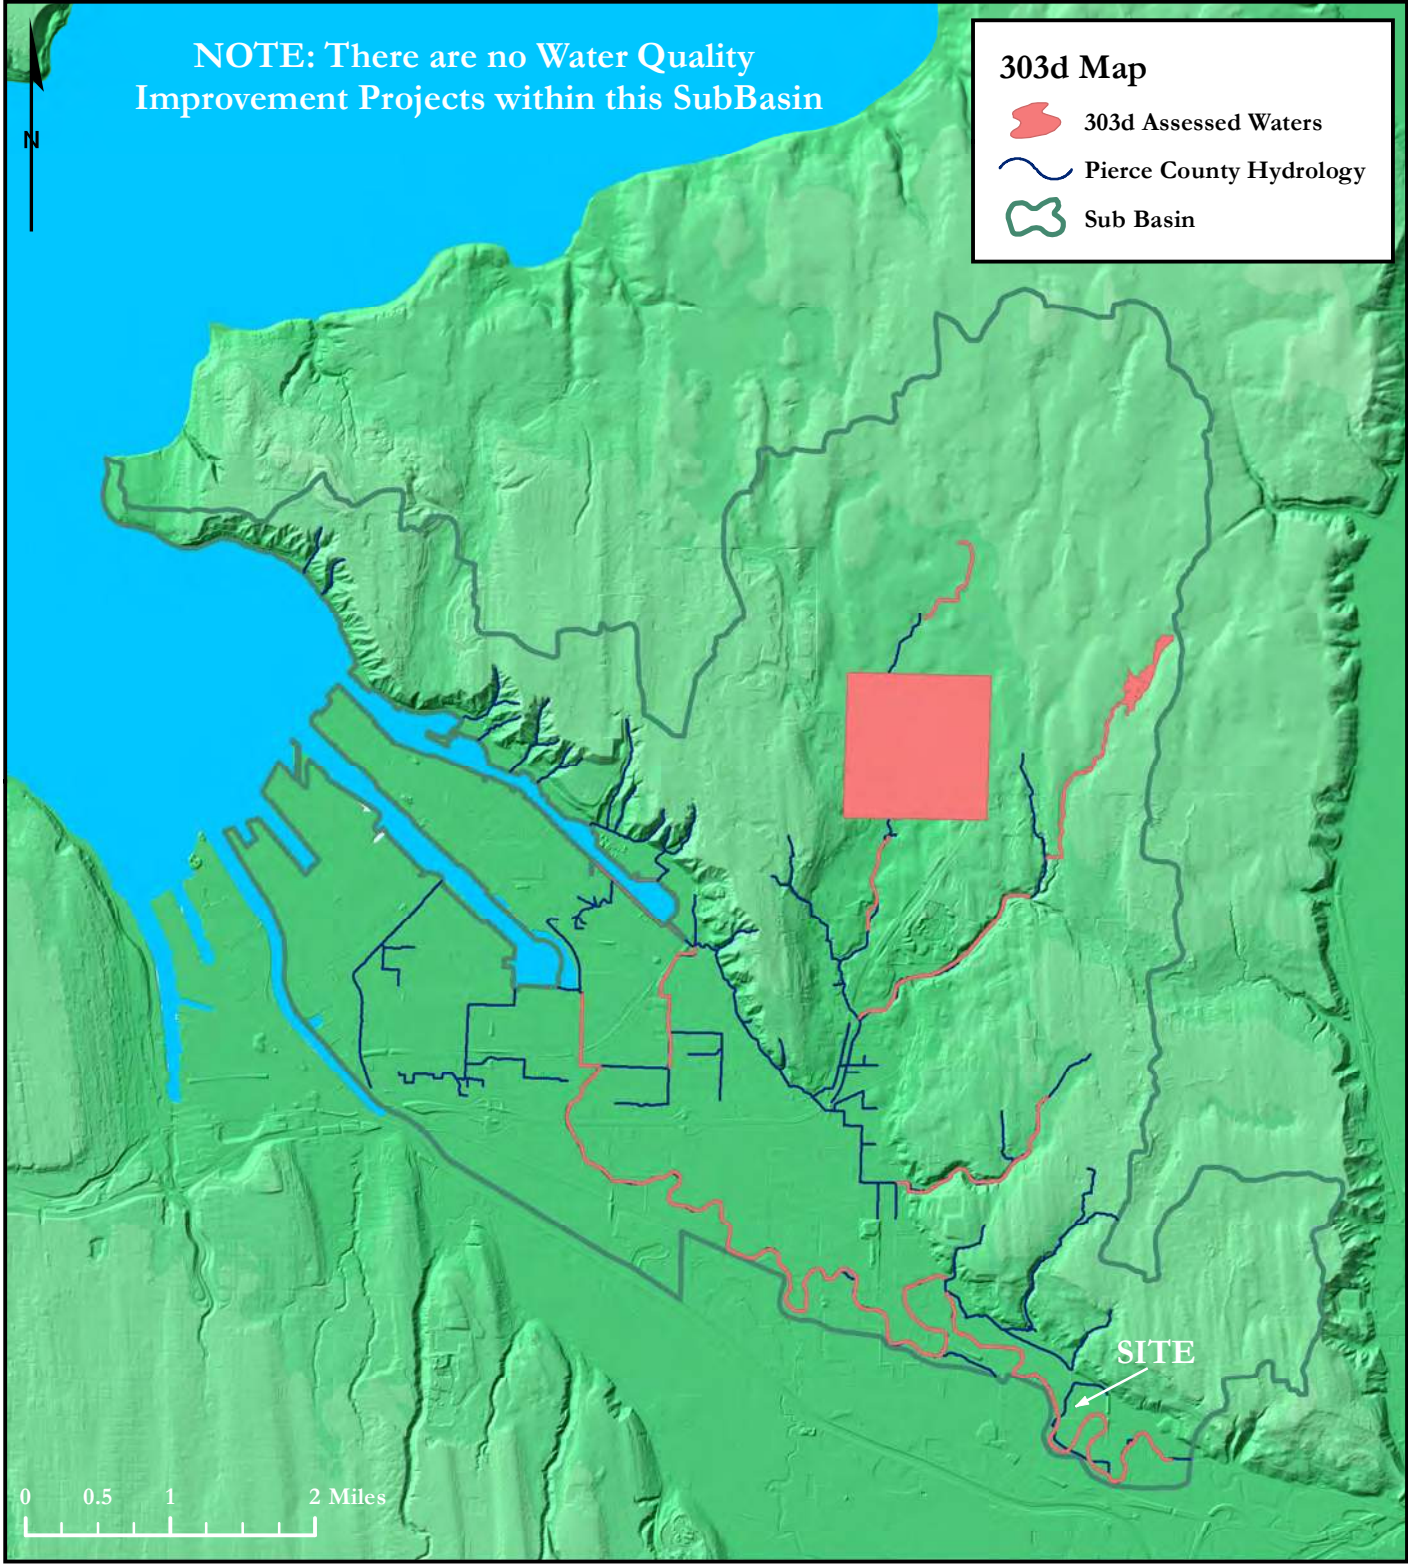 NOTE: There are no Water Quality
Improvement Projects within this SubBasin
N
303d Map
303d Assessed Waters
Pierce County Hydrology
Sub Basin
SITE
0 0.5 1 2 Miles